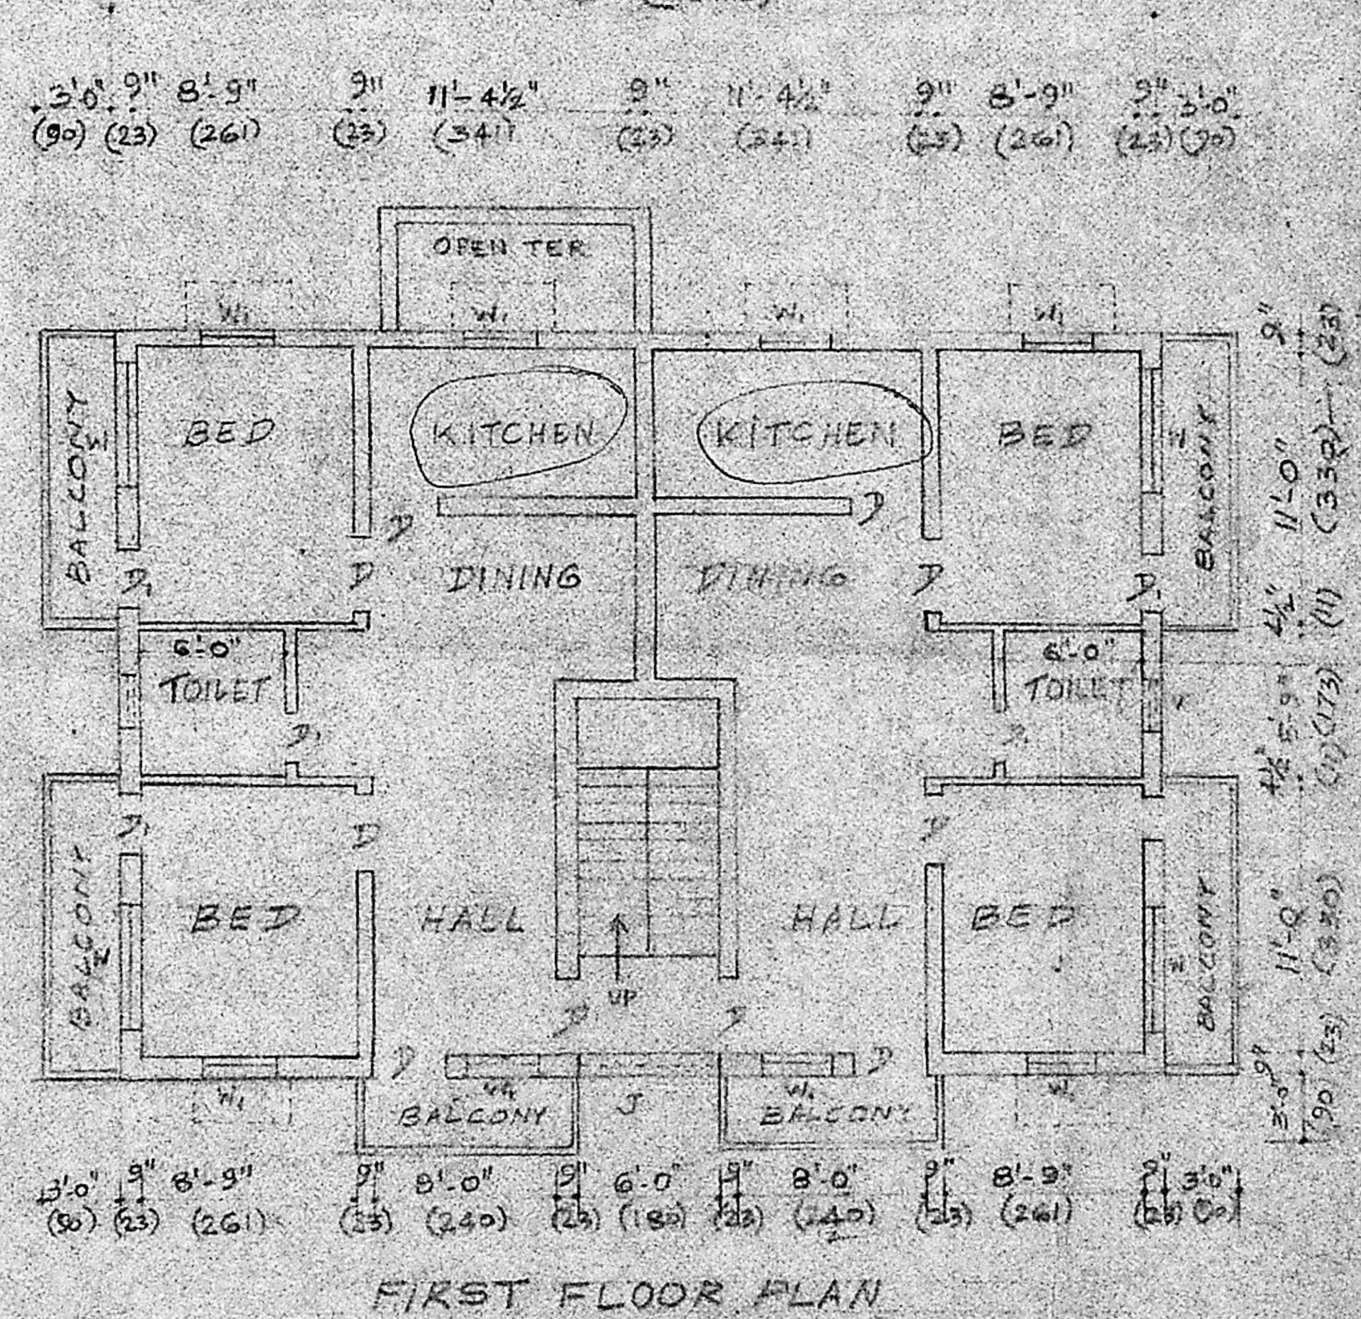 3'0" 9" 8'-9" 9" 11'-4½" 9" 11'-4½" 9" 8'-9" 9" 3'0"
(90) (23) (261) (23) (341) (23) (341) (23) (261) (23) (90)
OPEN TER
W₁ W₁ W₁ W₁
9" (23)
BALCONY BED KITCHEN KITCHEN BED BALCONY
11'-0" (330)
D D
D₁ D DINING DINING D D₁
4½" (11)
6'-0" 6'-0"
TOILET TOILET
5'-9" (173)
D₁ D₁
4½" (11)
D₁ D D
BALCONY BED HALL HALL BED BALCONY
11'-0" (330)
UP
D D
D D
9" (23)
W₁ W₁ W₁ W
BALCONY J BALCONY
3'-0" 90
3'-0" 9" 8'-9" 9" 8'-0" 9" 6'-0" 9" 8'-0" 9" 8'-9" 9" 3'0"
(90) (23) (261) (23) (240) (23) (180) (23) (240) (23) (261) (23) (90)
FIRST FLOOR PLAN